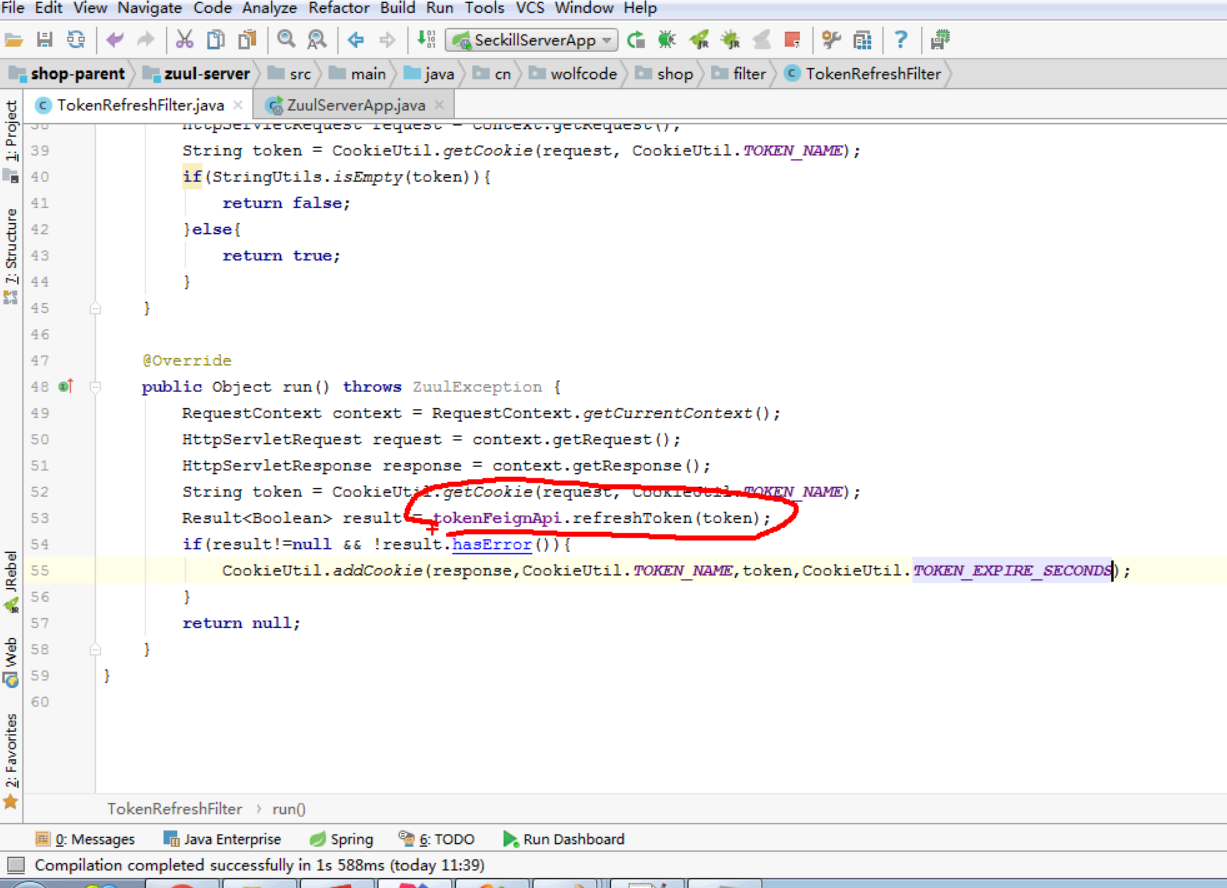 File Edit View Navigate Code Analyze Refactor Build Run Tools VCS Window Help
SeckillServerApp
shop-parent zuul-server src main java cn wolfcode shop filter TokenRefreshFilter
TokenRefreshFilter.java ZuulServerApp.java
1: Project
7: Structure
JRebel
Web
2: Favorites
38 HttpServletRequest request = context.getRequest();
39 String token = CookieUtil.getCookie(request, CookieUtil.TOKEN_NAME);
40 if(StringUtils.isEmpty(token)){
41 return false;
42 }else{
43 return true;
44 }
45 }
46
47 @Override
48 public Object run() throws ZuulException {
49 RequestContext context = RequestContext.getCurrentContext();
50 HttpServletRequest request = context.getRequest();
51 HttpServletResponse response = context.getResponse();
52 String token = CookieUtil.getCookie(request, CookieUtil.TOKEN_NAME);
53 Result<Boolean> result = tokenFeignApi.refreshToken(token);
54 if(result!=null && !result.hasError()){
55 CookieUtil.addCookie(response,CookieUtil.TOKEN_NAME,token,CookieUtil.TOKEN_EXPIRE_SECONDS);
56 }
57 return null;
58 }
59 }
60
TokenRefreshFilter › run()
0: Messages Java Enterprise Spring 6: TODO Run Dashboard
Compilation completed successfully in 1s 588ms (today 11:39)